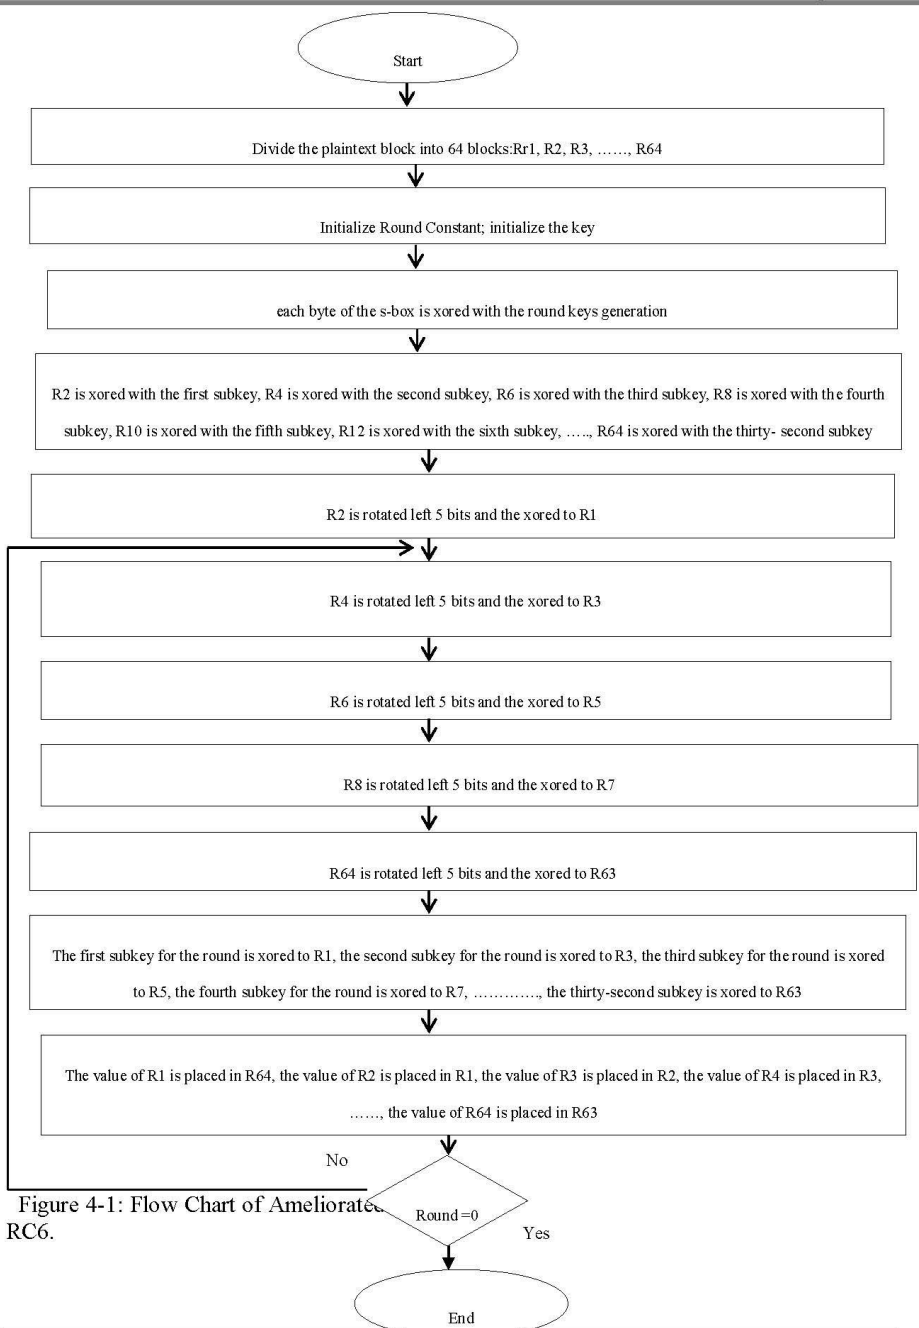 Start
Divide the plaintext block into 64 blocks:Rr1, R2, R3, ……, R64
Initialize Round Constant; initialize the key
each byte of the s-box is xored with the round keys generation
R2 is xored with the first subkey, R4 is xored with the second subkey, R6 is xored with the third subkey, R8 is xored with the fourth
subkey, R10 is xored with the fifth subkey, R12 is xored with the sixth subkey, ….., R64 is xored with the thirty- second subkey
R2 is rotated left 5 bits and the xored to R1
R4 is rotated left 5 bits and the xored to R3
R6 is rotated left 5 bits and the xored to R5
R8 is rotated left 5 bits and the xored to R7
R64 is rotated left 5 bits and the xored to R63
The first subkey for the round is xored to R1, the second subkey for the round is xored to R3, the third subkey for the round is xored
to R5, the fourth subkey for the round is xored to R7, …………., the thirty-second subkey is xored to R63
The value of R1 is placed in R64, the value of R2 is placed in R1, the value of R3 is placed in R2, the value of R4 is placed in R3,
……, the value of R64 is placed in R63
No
Figure 4-1: Flow Chart of Ameliorated
RC6.
Round =0
Yes
End